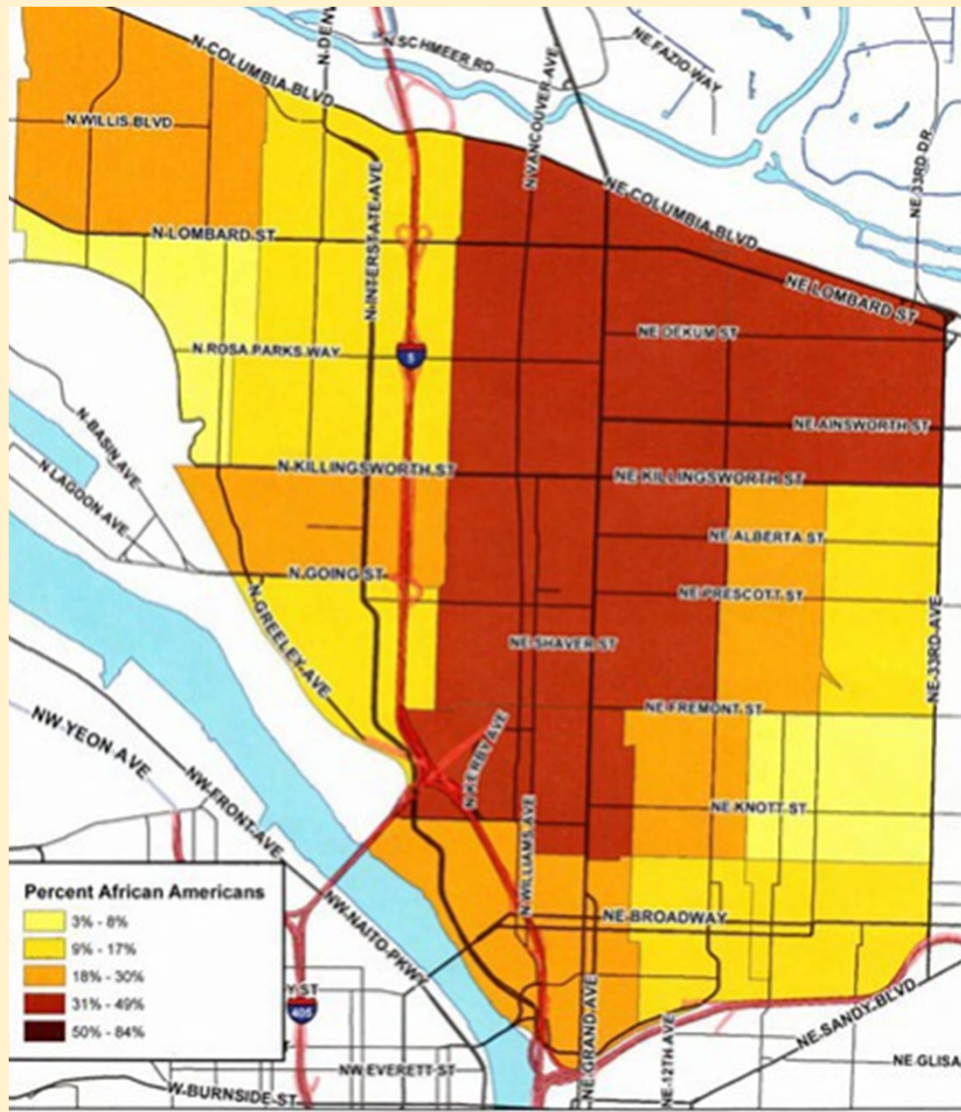 N DENV
N SCHMEER RD
N COLUMBIA BLVD
NE FAZIO WAY
N VANCOUVER AVE
N WILLIS BLVD
NE 33RD DR
N INTERSTATE AVE
NE COLUMBIA BLVD
N LOMBARD ST
NE LOMBARD ST
NE DEKUM ST
N ROSA PARKS WAY
5
N BASIN AVE
NE AINSWORTH ST
N KILLINGSWORTH ST
NE KILLINGSWORTH ST
N LAGOON AVE
NE ALBERTA ST
N GOING ST
NE PRESCOTT ST
N GREELEY AVE
NE SHAVER ST
NE 33RD AVE
NE FREMONT ST
NW YEON AVE
N KERBY AVE
NW FRONT AVE
NE KNOTT ST
N WILLIAMS AVE
Percent African Americans
3% - 8%
9% - 17%
18% - 30%
31% - 49%
50% - 84%
NW NAITO PKWY
NE BROADWAY
Y ST
405
NE GRAND AVE
NE 12TH AVE
NE SANDY BLVD
NW EVERETT ST
NE GLISA
W BURNSIDE ST